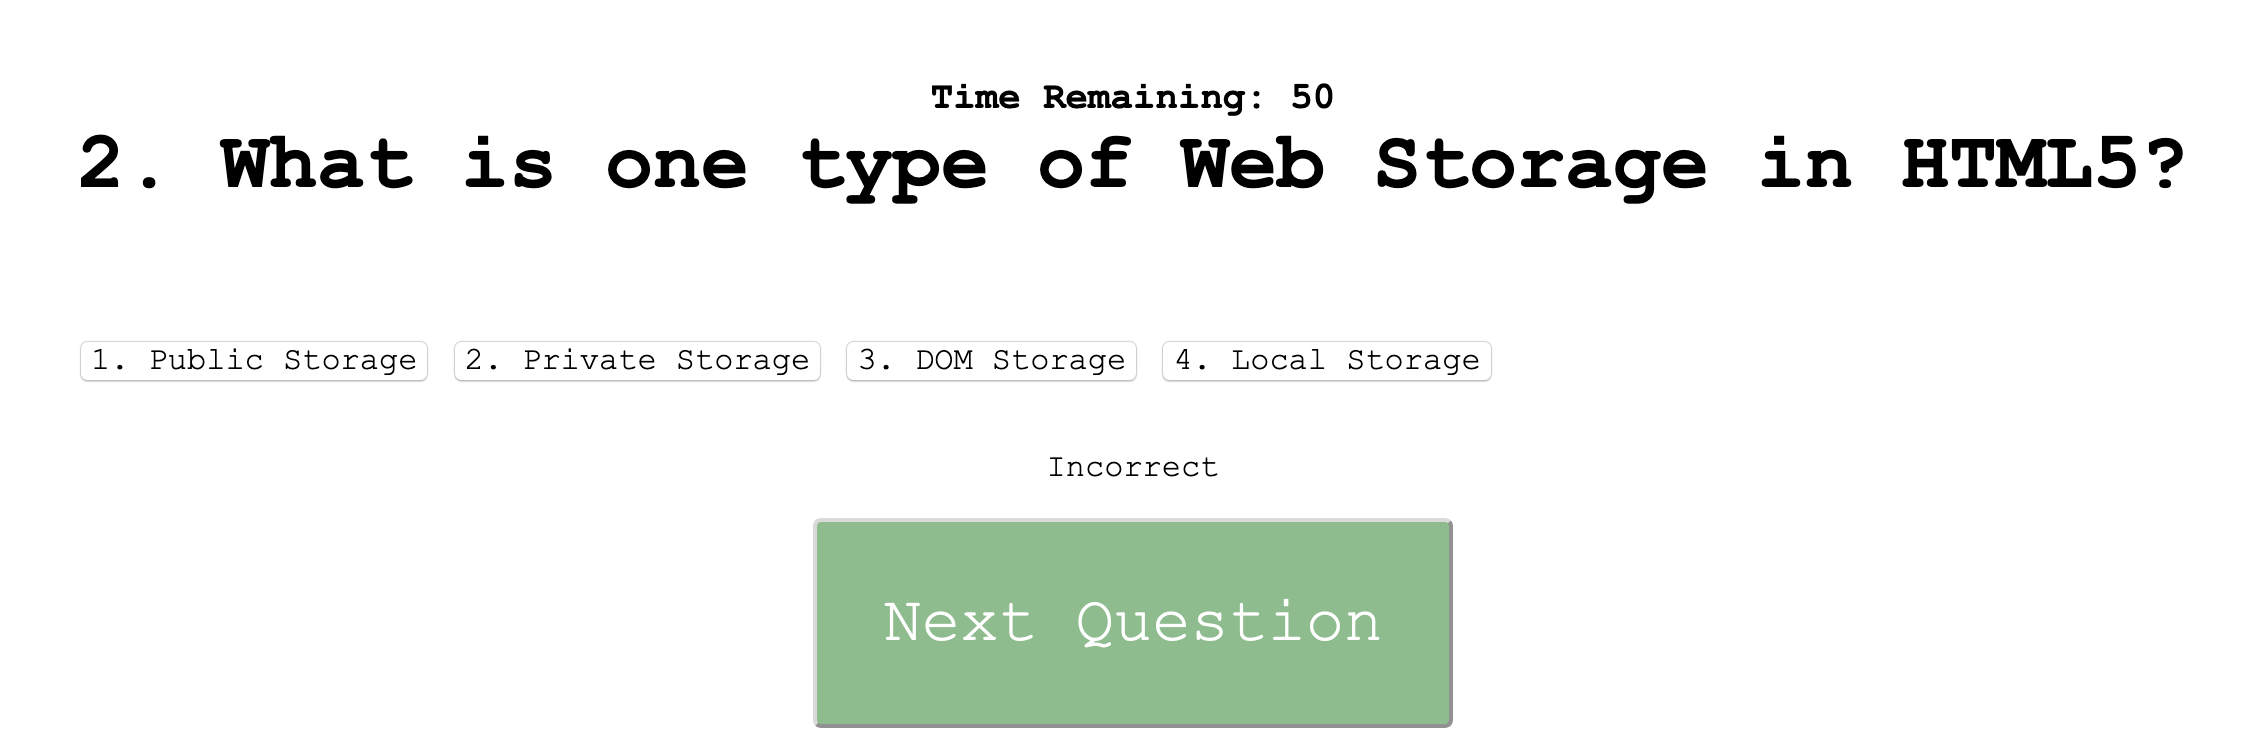 Time Remaining: 50
2. What is one type of Web Storage in HTML5?
1. Public Storage 2. Private Storage 3. DOM Storage 4. Local Storage
Incorrect
Next Question